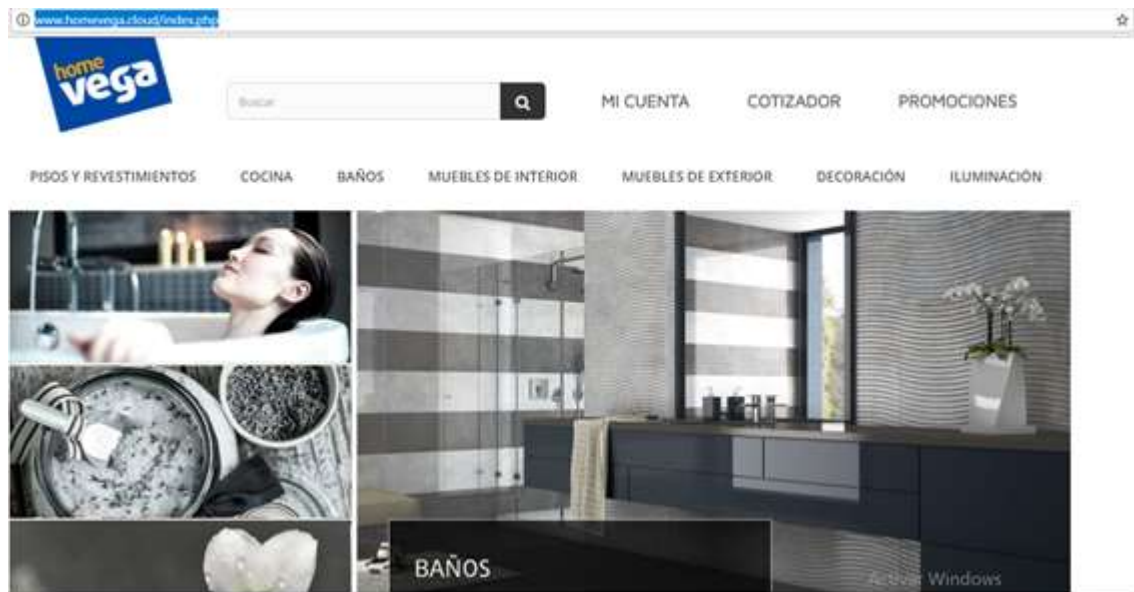 www.homevega.cloud/index.php
home
vega
Buscar
MI CUENTA COTIZADOR PROMOCIONES
PISOS Y REVESTIMIENTOS COCINA BAÑOS MUEBLES DE INTERIOR MUEBLES DE EXTERIOR DECORACIÓN ILUMINACIÓN
BAÑOS
Activar Windows